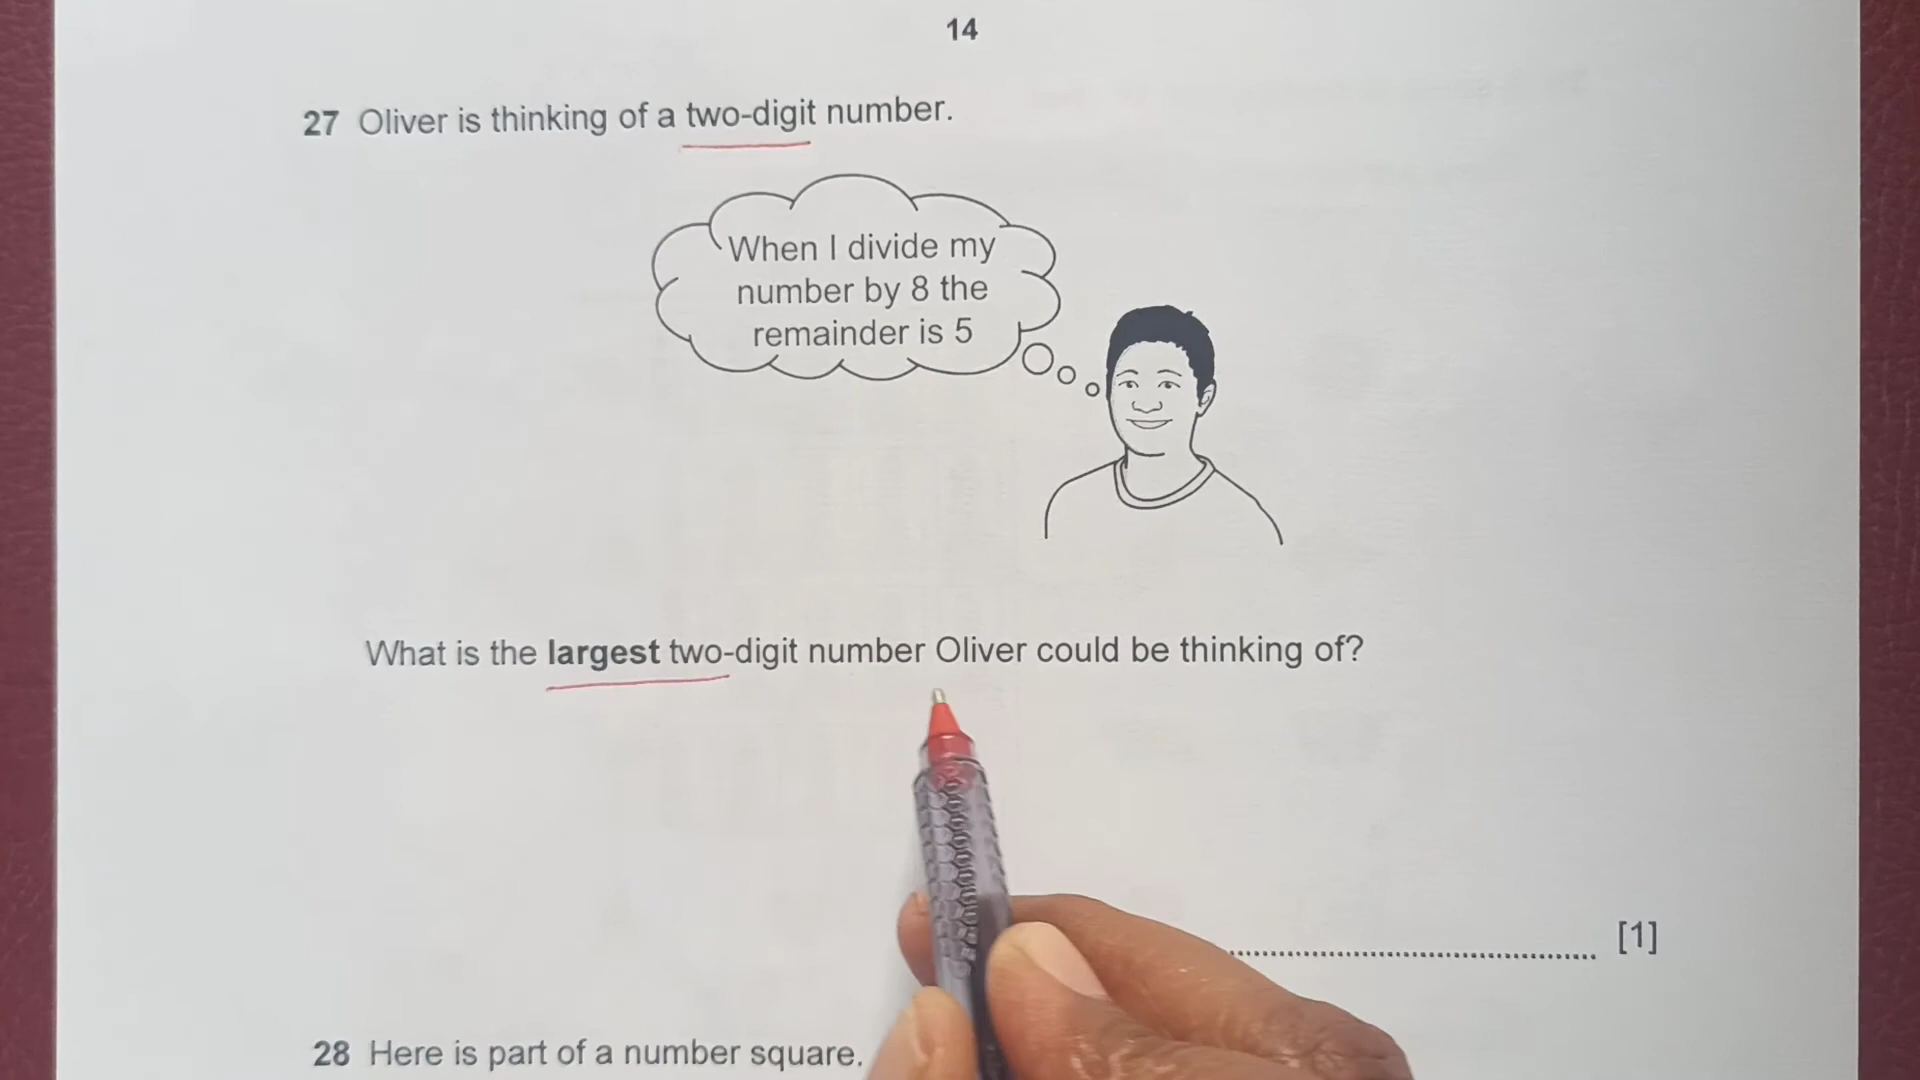 14
27 Oliver is thinking of a two-digit number.
When I divide my
number by 8 the
remainder is 5
What is the largest two-digit number Oliver could be thinking of?
[1]
28 Here is part of a number square.